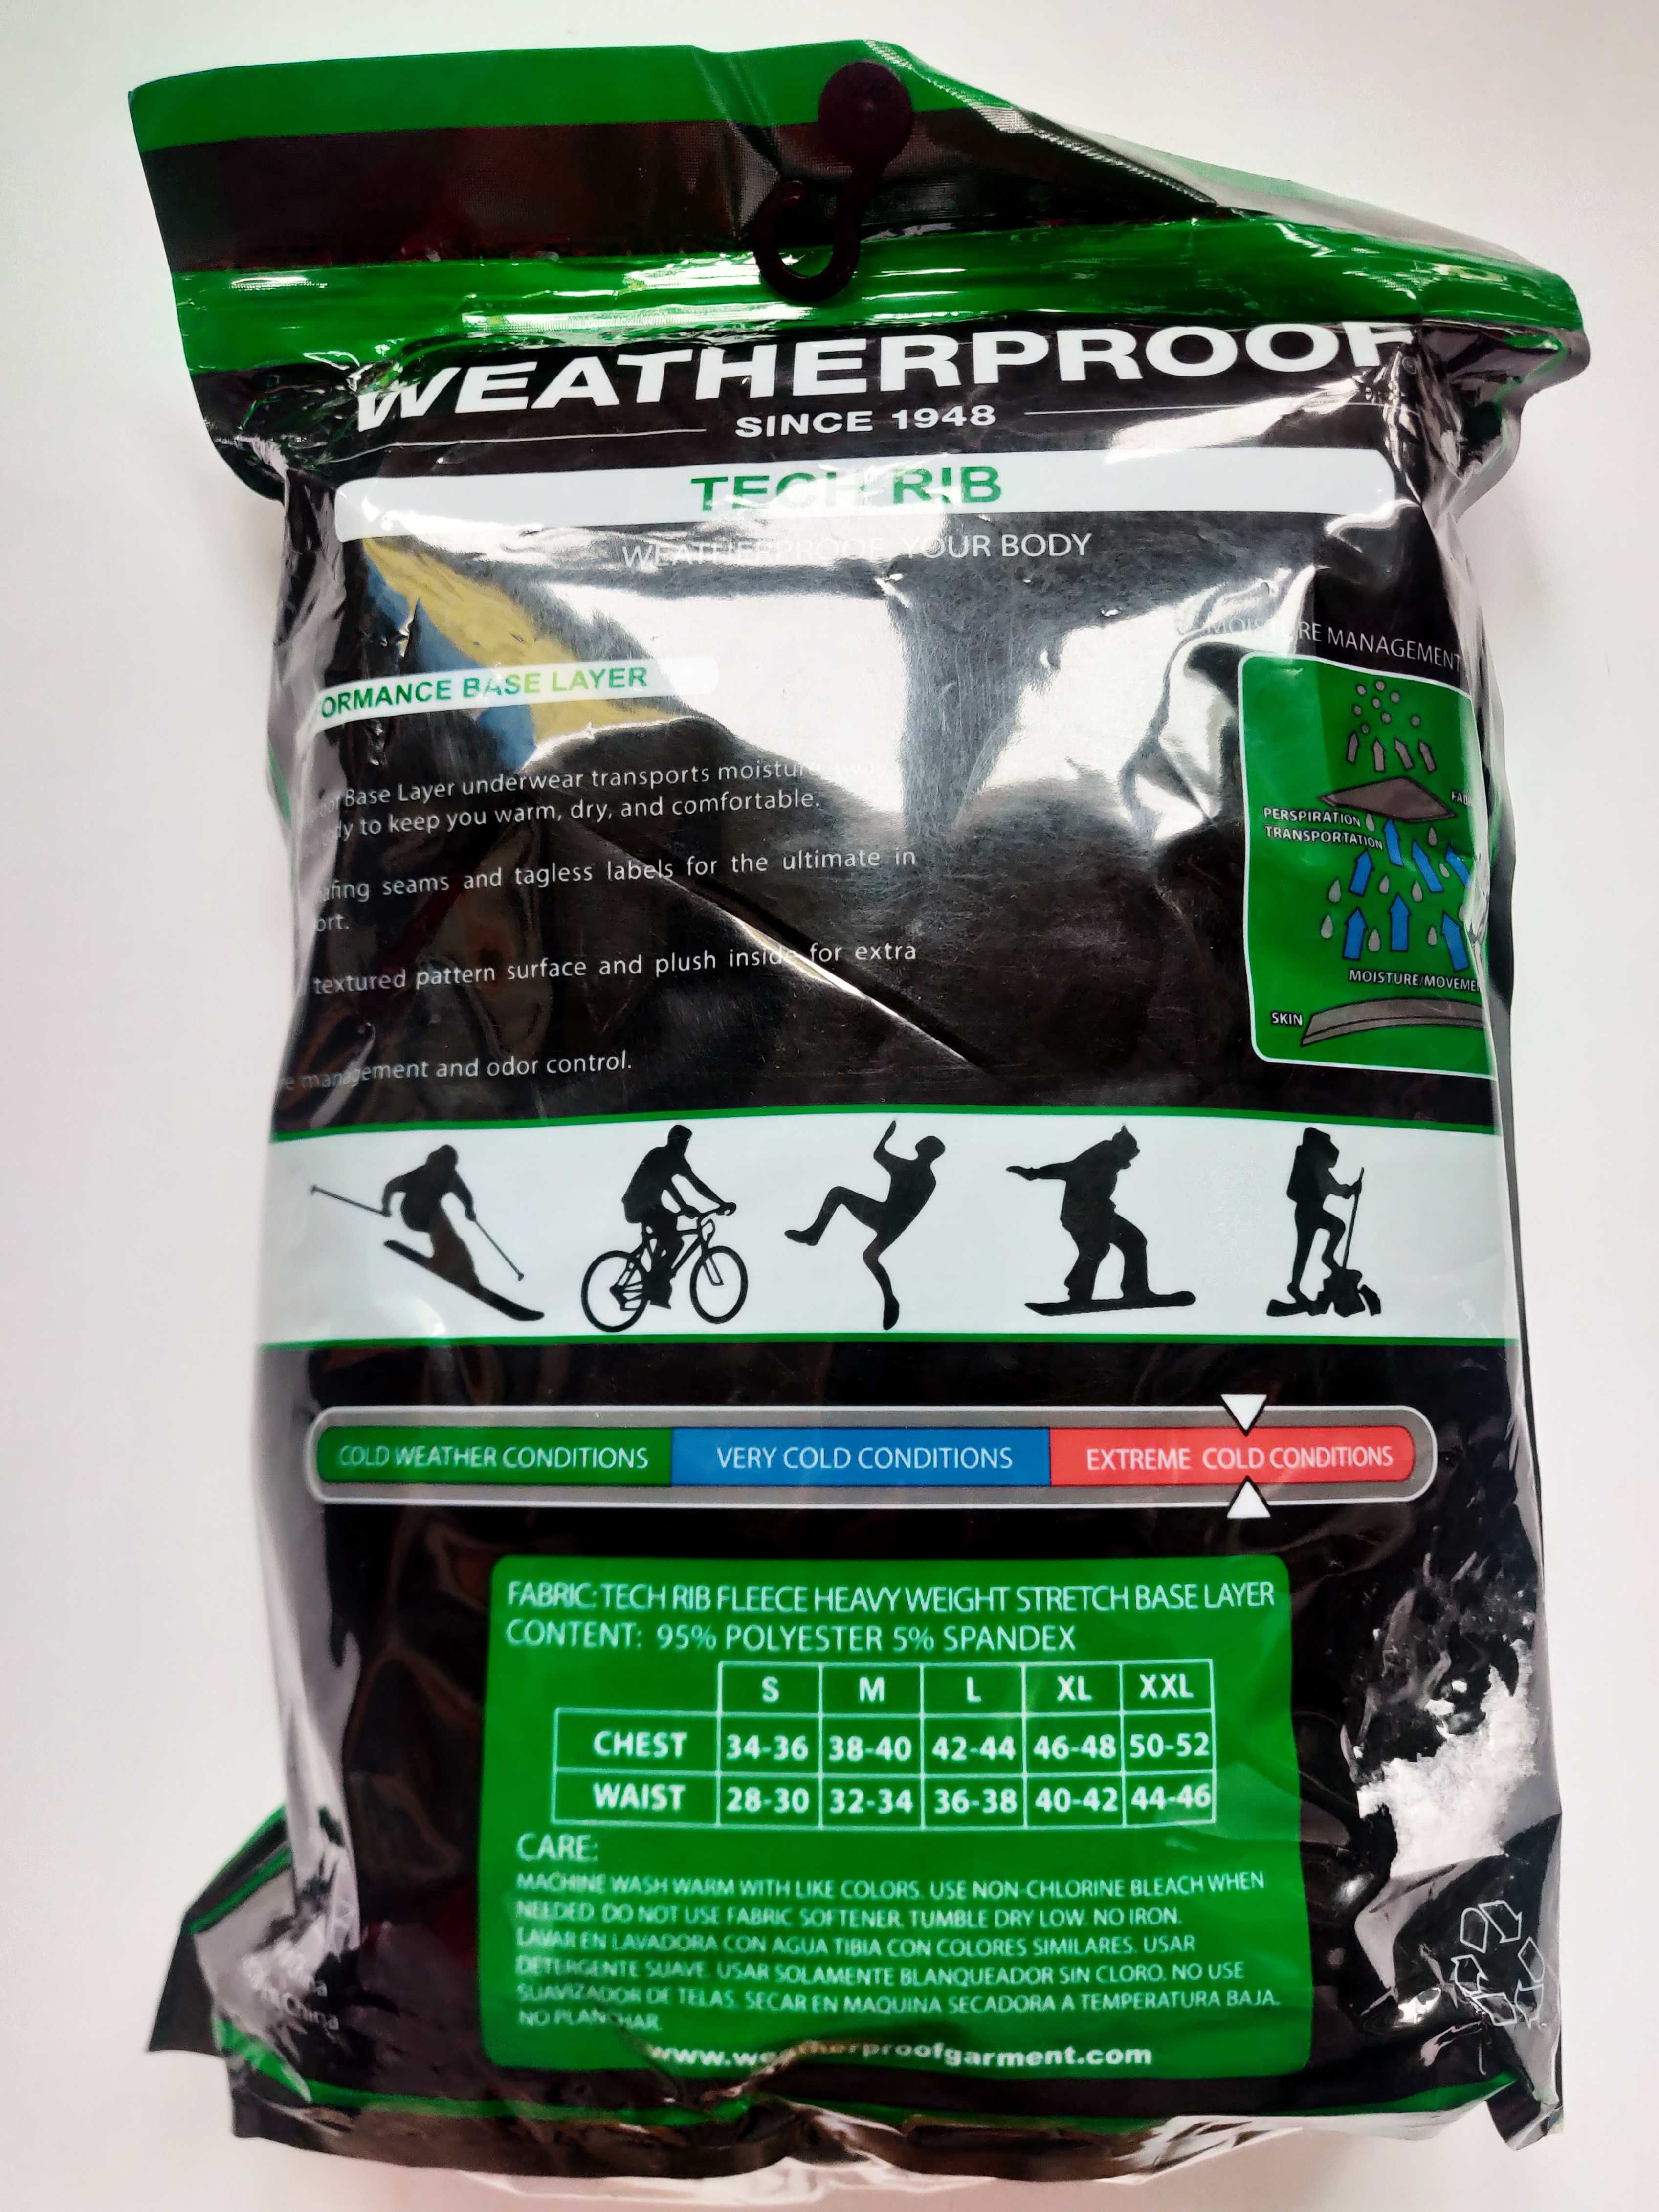 WEATHERPROOF
SINCE 1948
TECH RIB
WEATHERPROOF YOUR BODY
MOISTURE MANAGEMENT
ORMANCE BASE LAYER
Base Layer underwear transports moisture away
dy to keep you warm, dry, and comfortable.
afing seams and tagless labels for the ultimate in
ort.
textured pattern surface and plush inside for extra
e management and odor control.
FAB
PERSPIRATION
TRANSPORTATION
MOISTURE MOVEME
SKIN
COLD WEATHER CONDITIONS VERY COLD CONDITIONS EXTREME COLD CONDITIONS
FABRIC: TECH RIB FLEECE HEAVY WEIGHT STRETCH BASE LAYER
CONTENT: 95% POLYESTER 5% SPANDEX
S M L XL XXL
CHEST 34-36 38-40 42-44 46-48 50-52
WAIST 28-30 32-34 36-38 40-42 44-46
CARE:
MACHINE WASH WARM WITH LIKE COLORS. USE NON-CHLORINE BLEACH WHEN
NEEDED. DO NOT USE FABRIC SOFTENER. TUMBLE DRY LOW. NO IRON.
LAVAR EN LAVADORA CON AGUA TIBIA CON COLORES SIMILARES. USAR
DETERGENTE SUAVE. USAR SOLAMENTE BLANQUEADOR SIN CLORO. NO USE
SUAVIZADOR DE TELAS. SECAR EN MAQUINA SECADORA A TEMPERATURA BAJA.
NO PLANCHAR.
www.weatherproofgarment.com
China